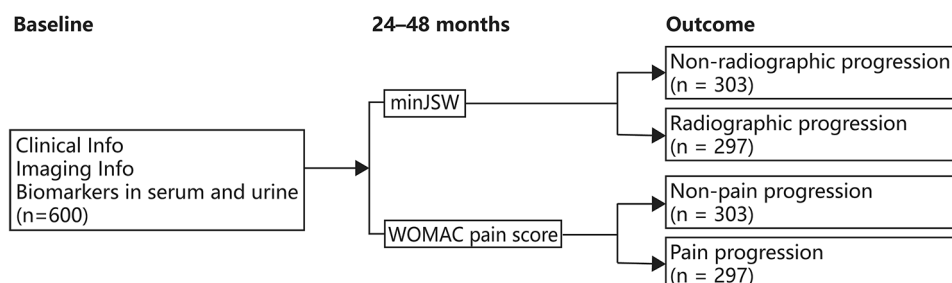 Baseline
24–48 months
Outcome
Clinical Info
Imaging Info
Biomarkers in serum and urine
(n=600)
minJSW
WOMAC pain score
Non-radiographic progression
(n = 303)
Radiographic progression
(n = 297)
Non-pain progression
(n = 303)
Pain progression
(n = 297)